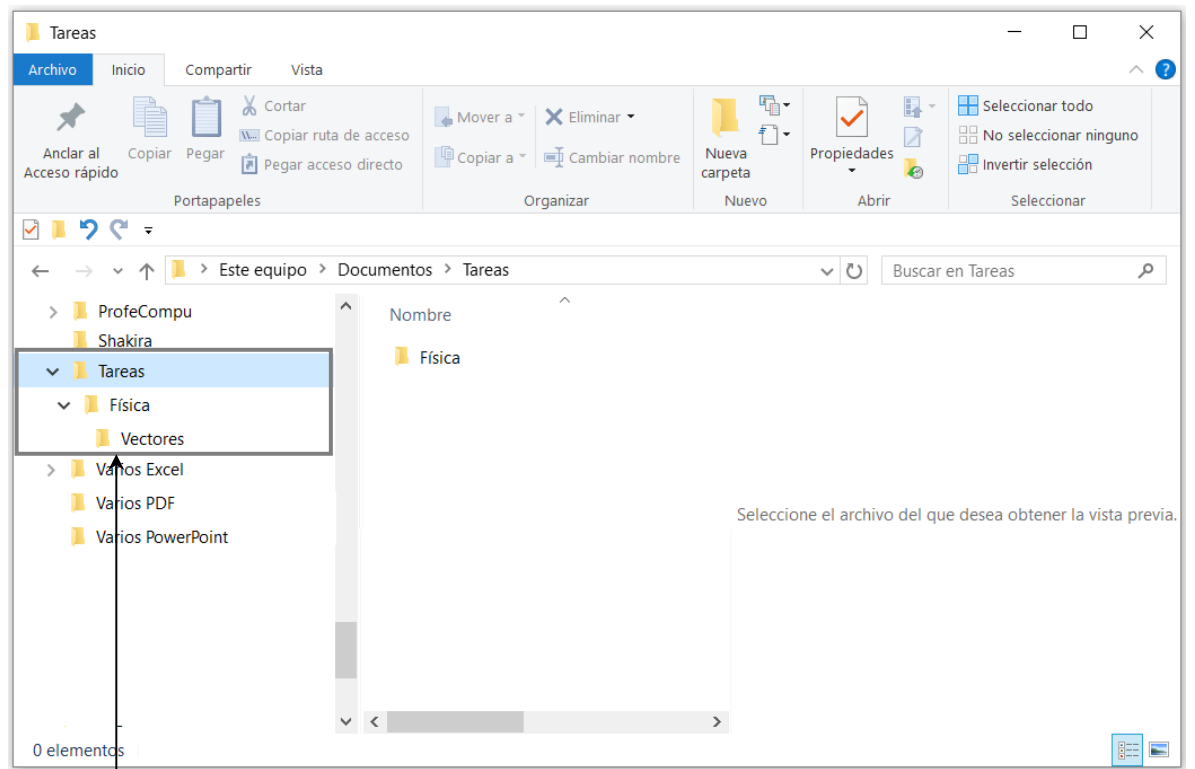 Tareas
Archivo Inicio Compartir Vista
Anclar al Acceso rápido
Copiar
Pegar
Cortar
Copiar ruta de acceso
Pegar acceso directo
Portapapeles
Mover a
Copiar a
Eliminar
Cambiar nombre
Organizar
Nueva carpeta
Nuevo
Propiedades
Abrir
Seleccionar todo
No seleccionar ninguno
Invertir selección
Seleccionar
Este equipo > Documentos > Tareas
Buscar en Tareas
ProfeCompu
Shakira
Tareas
Física
Vectores
Varios Excel
Varios PDF
Varios PowerPoint
Nombre
Física
Seleccione el archivo del que desea obtener la vista previa.
0 elementos